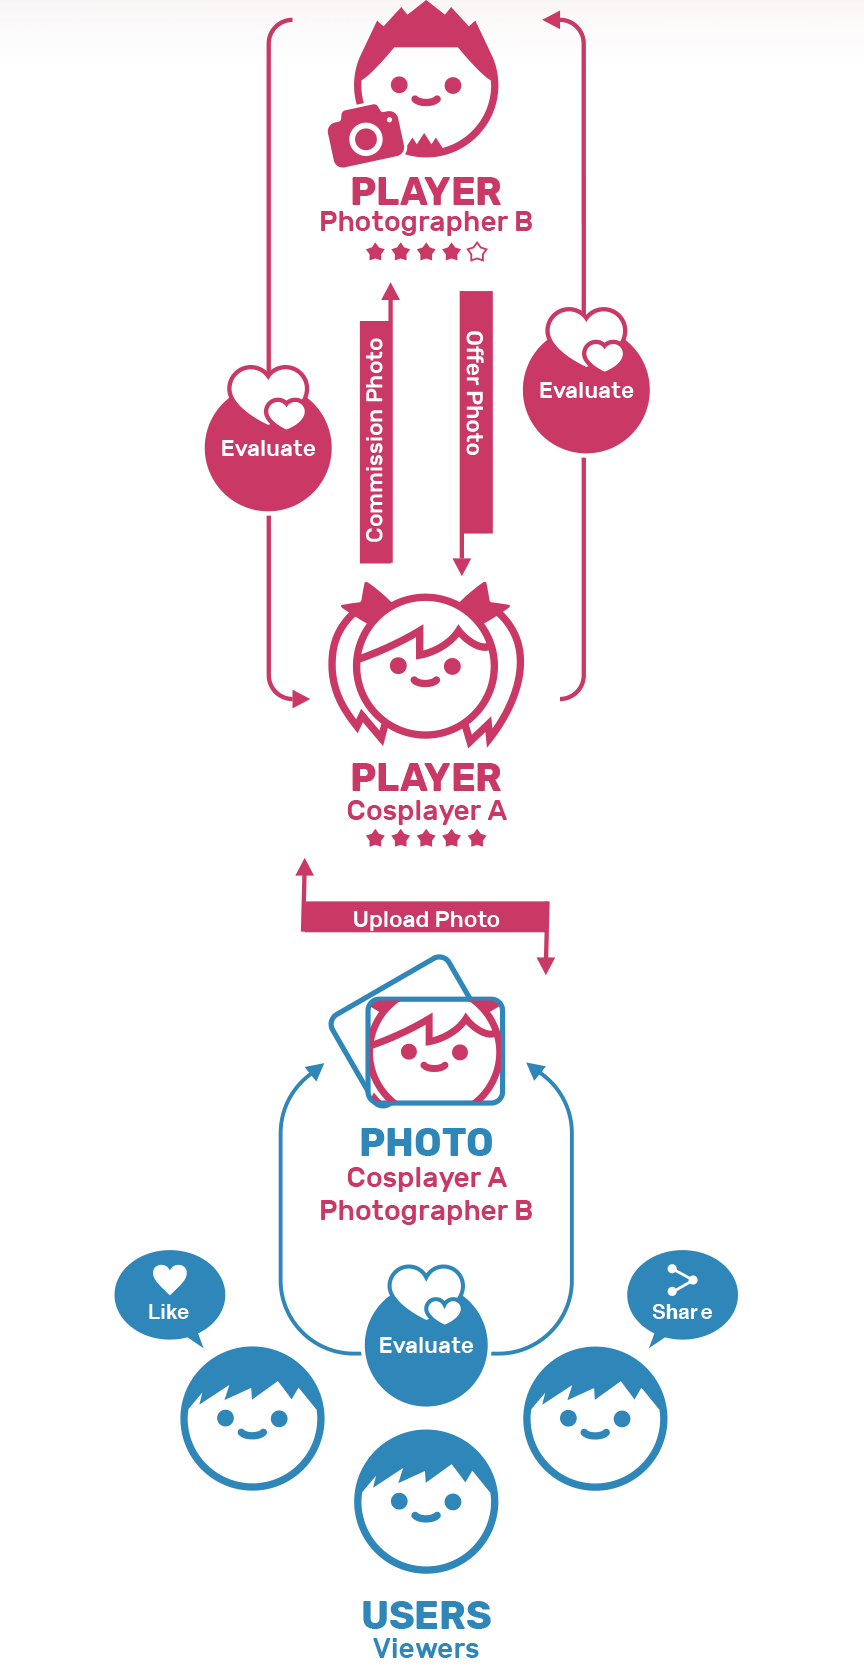 PLAYER
Photographer B
Evaluate
Commission Photo
Offer Photo
Evaluate
PLAYER
Cosplayer A
Upload Photo
PHOTO
Cosplayer A
Photographer B
Like
Evaluate
Share
USERS
Viewers